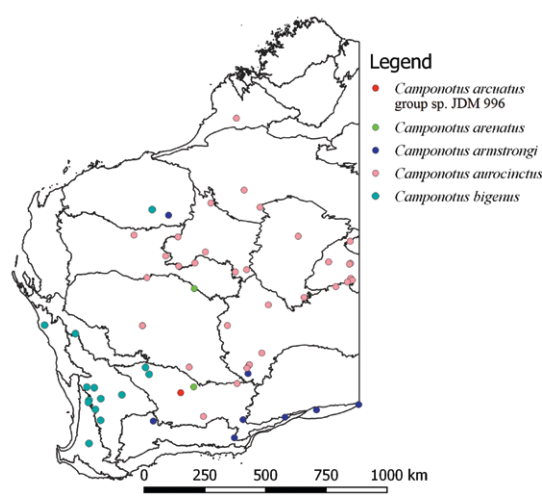 Legend
Camponotus arcuatus
group sp. JDM 996
Camponotus arenatus
Camponotus armstrongi
Camponotus aurocinctus
Camponotus bigenus
0 250 500 750 1000 km